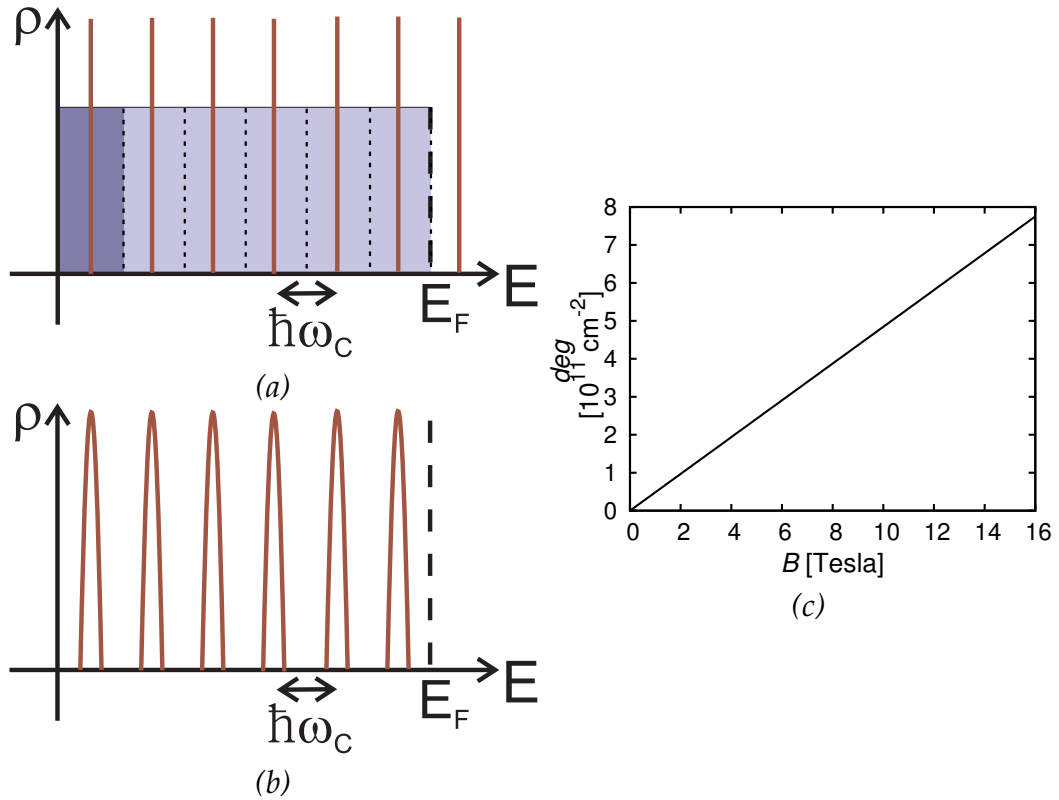 ρ
E
E_F
ħω_C
(a)
ρ
E
E_F
ħω_C
(b)
8
7
6
5
4
3
2
1
0
deg
[10^11 cm^-2]
0 2 4 6 8 10 12 14 16
B [Tesla]
(c)